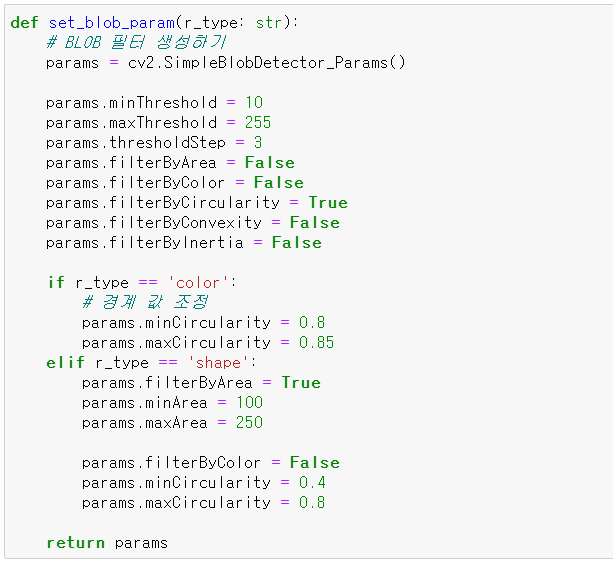 def set_blob_param(r_type: str):
    # BLOB 필터 생성하기
    params = cv2.SimpleBlobDetector_Params()

    params.minThreshold = 10
    params.maxThreshold = 255
    params.thresholdStep = 3
    params.filterByArea = False
    params.filterByColor = False
    params.filterByCircularity = True
    params.filterByConvexity = False
    params.filterByInertia = False

    if r_type == 'color':
        # 경계 값 조정
        params.minCircularity = 0.8
        params.maxCircularity = 0.85
    elif r_type == 'shape':
        params.filterByArea = True
        params.minArea = 100
        params.maxArea = 250

        params.filterByColor = False
        params.minCircularity = 0.4
        params.maxCircularity = 0.8

    return params